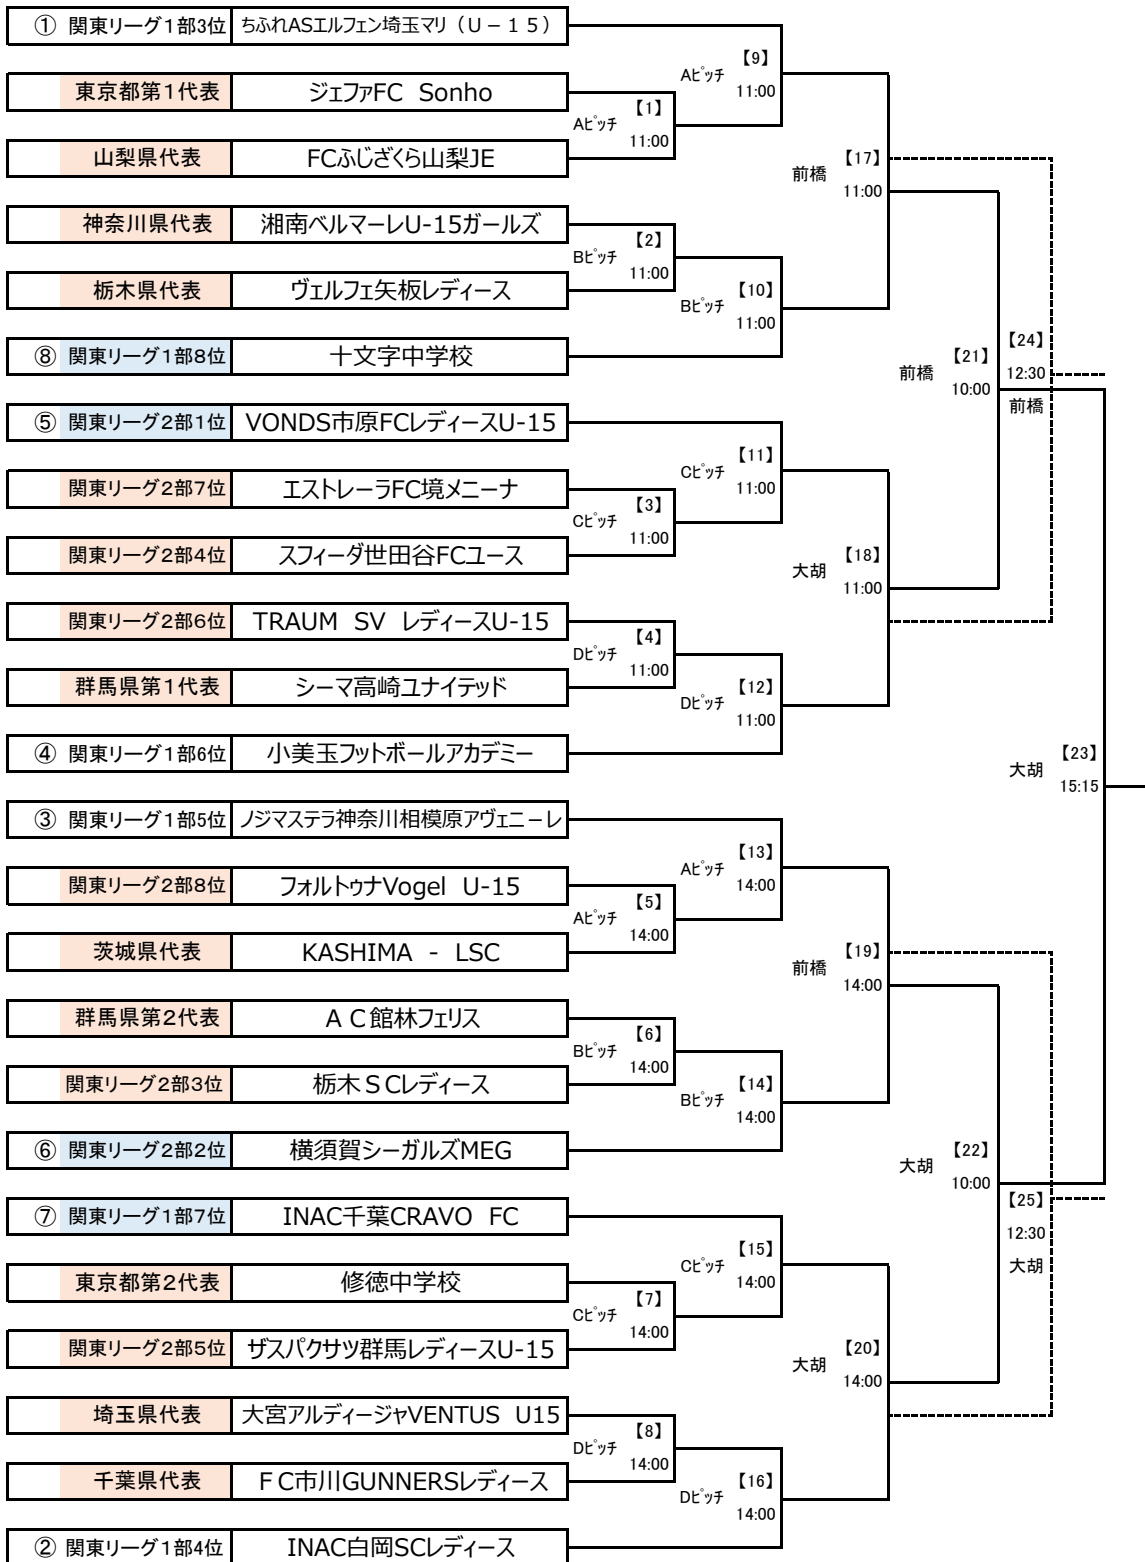 ① 関東リーグ1部3位 ちふれASエルフェン埼玉マリ（U－15）
東京都第1代表 ジェファFC Sonho
山梨県代表 FCふじざくら山梨JE
神奈川県代表 湘南ベルマーレU-15ガールズ
栃木県代表 ヴェルフェ矢板レディース
⑧ 関東リーグ1部8位 十文字中学校
⑤ 関東リーグ2部1位 VONDS市原FCレディースU-15
関東リーグ2部7位 エストレーラFC境メニーナ
関東リーグ2部4位 スフィーダ世田谷FCユース
関東リーグ2部6位 TRAUM SV レディースU-15
群馬県第1代表 シーマ高崎ユナイテッド
④ 関東リーグ1部6位 小美玉フットボールアカデミー
③ 関東リーグ1部5位 ノジマステラ神奈川相模原アヴェニーレ
関東リーグ2部8位 フォルトゥナVogel U-15
茨城県代表 KASHIMA - LSC
群馬県第2代表 AC館林フェリス
関東リーグ2部3位 栃木SCレディース
⑥ 関東リーグ2部2位 横須賀シーガルズMEG
⑦ 関東リーグ1部7位 INAC千葉CRAVO FC
東京都第2代表 修徳中学校
関東リーグ2部5位 ザスパクサツ群馬レディースU-15
埼玉県代表 大宮アルディージャVENTUS U15
千葉県代表 FC市川GUNNERSレディース
② 関東リーグ1部4位 INAC白岡SCレディース
Aピッチ 【1】
11:00
Bピッチ 【2】
11:00
Cピッチ 【3】
11:00
Dピッチ 【4】
11:00
Aピッチ 【5】
14:00
Bピッチ 【6】
14:00
Cピッチ 【7】
14:00
Dピッチ 【8】
14:00
Aピッチ 【9】
11:00
Bピッチ 【10】
11:00
Cピッチ 【11】
11:00
Dピッチ 【12】
11:00
Aピッチ 【13】
14:00
Bピッチ 【14】
14:00
Cピッチ 【15】
14:00
Dピッチ 【16】
14:00
前橋 【17】
11:00
大胡 【18】
11:00
前橋 【19】
14:00
大胡 【20】
14:00
前橋 【21】
10:00
大胡 【22】
10:00
【24】
12:30
前橋
【25】
12:30
大胡
大胡 【23】
15:15